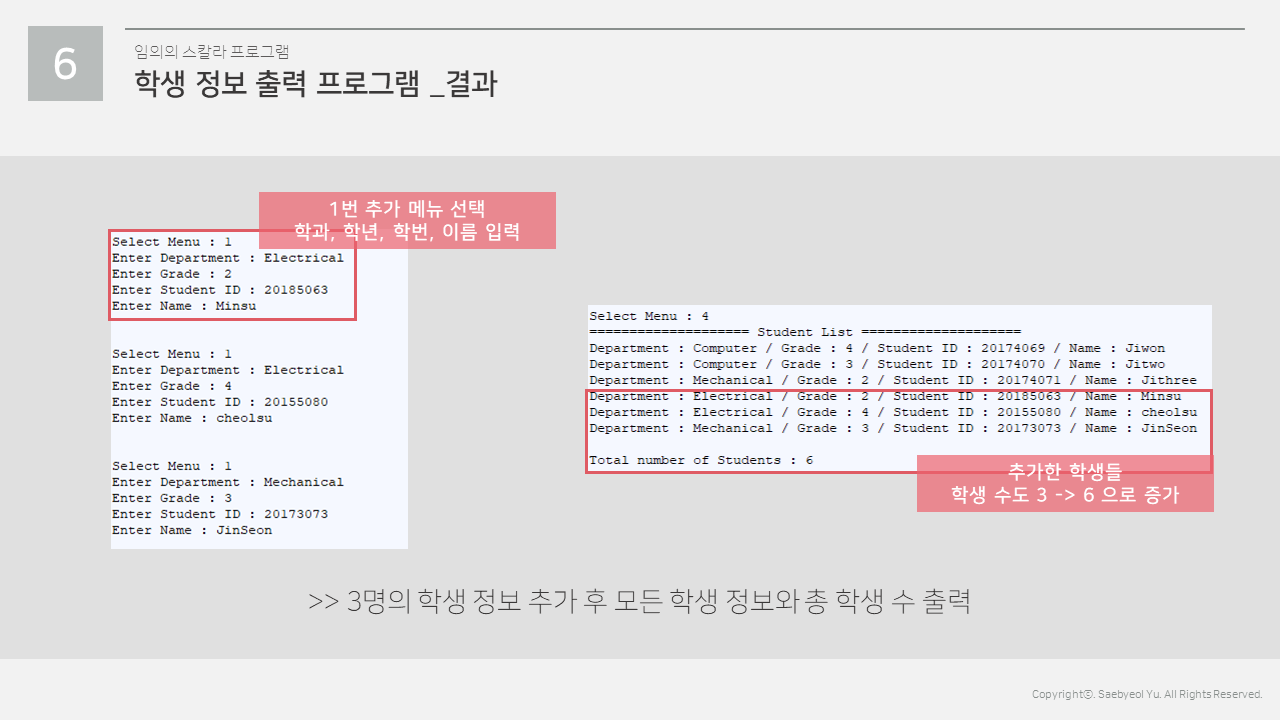 6
임의의 스칼라 프로그램
학생 정보 출력 프로그램 _결과
1번 추가 메뉴 선택
학과, 학년, 학번, 이름 입력
Select Menu : 1
Enter Department : Electrical
Enter Grade : 2
Enter Student ID : 20185063
Enter Name : Minsu
Select Menu : 1
Enter Department : Electrical
Enter Grade : 4
Enter Student ID : 20155080
Enter Name : cheolsu
Select Menu : 1
Enter Department : Mechanical
Enter Grade : 3
Enter Student ID : 20173073
Enter Name : JinSeon
Select Menu : 4
==================== Student List ====================
Department : Computer / Grade : 4 / Student ID : 20174069 / Name : Jiwon
Department : Computer / Grade : 3 / Student ID : 20174070 / Name : Jitwo
Department : Mechanical / Grade : 2 / Student ID : 20174071 / Name : Jithree
Department : Electrical / Grade : 2 / Student ID : 20185063 / Name : Minsu
Department : Electrical / Grade : 4 / Student ID : 20155080 / Name : cheolsu
Department : Mechanical / Grade : 3 / Student ID : 20173073 / Name : JinSeon
Total number of Students : 6
추가한 학생들
학생 수도 3 -> 6 으로 증가
>> 3명의 학생 정보 추가 후 모든 학생 정보와 총 학생 수 출력
Copyrightⓒ. Saebyeol Yu. All Rights Reserved.